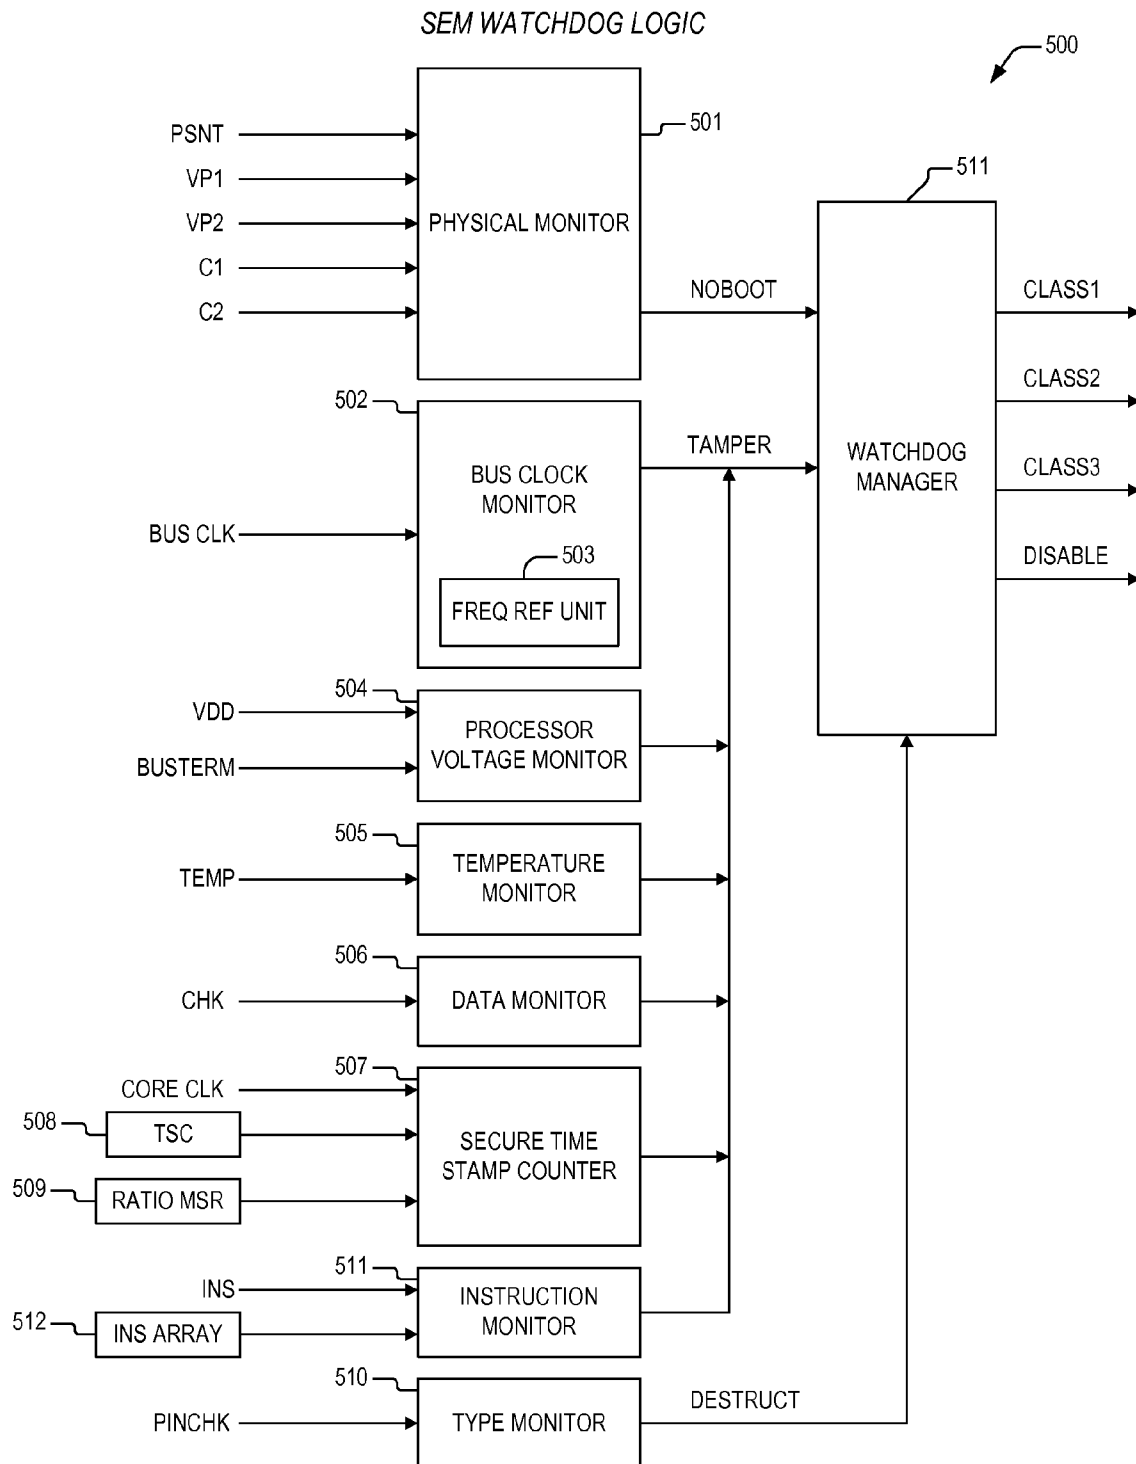 SEM WATCHDOG LOGIC
500
PSNT
VP1
VP2
C1
C2
501
PHYSICAL MONITOR
NOBOOT
511
WATCHDOG
MANAGER
CLASS1
CLASS2
CLASS3
DISABLE
502
BUS CLK
BUS CLOCK
MONITOR
503
FREQ REF UNIT
TAMPER
504
VDD
BUSTERM
PROCESSOR
VOLTAGE MONITOR
505
TEMP
TEMPERATURE
MONITOR
506
CHK
DATA MONITOR
507
CORE CLK
508
TSC
509
RATIO MSR
SECURE TIME
STAMP COUNTER
511
INS
512
INS ARRAY
INSTRUCTION
MONITOR
510
PINCHK
TYPE MONITOR
DESTRUCT